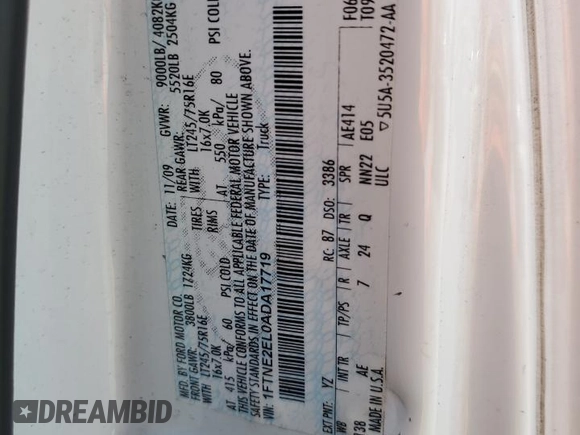 MFD. BY FORD MOTOR CO.
DATE: 11/09 GVWR: 9000LB/ 4082K
FRONT GAWR: 3800LB 1724KG REAR GAWR: 5520LB 2504KG
WITH LT245/75R16E WITH LT245/75R16E
TIRES
16x7.0K RIMS 16x7.0K
AT 415 kPa/ 60 PSI COLD AT 550 kPa/ 80 PSI COL
THIS VEHICLE CONFORMS TO ALL APPLICABLE FEDERAL MOTOR VEHICLE
SAFETY STANDARDS IN EFFECT ON THE DATE OF MANUFACTURE SHOWN ABOVE.
VIN: 1FTNE2EL0ADA17719 TYPE: Truck
EXT PNT: YZ RC: 87 DSO: 3386 F06
WB TP/PS R AXLE TR SPR AE414 T09
138 AE 7 24 Q NN22 E05
MADE IN U.S.A. ULC ▽5U5A-3520472-AA
DREAMBID